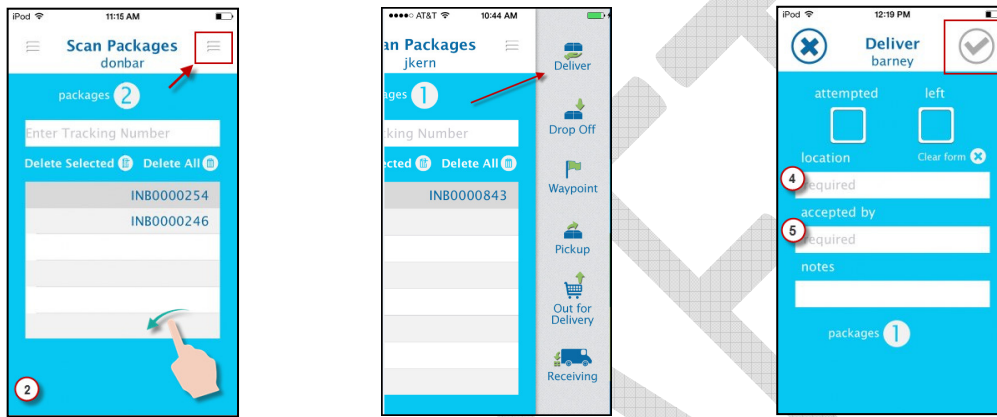 iPod 11:15 AM
Scan Packages
donbar
packages 2
Enter Tracking Number
Delete Selected Delete All
INB0000254
INB0000246
2
AT&T 10:44 AM
an Packages
jkern
ages 1
king Number
ected Delete All
INB0000843
Deliver
Drop Off
Waypoint
Pickup
Out for
Delivery
Receiving
iPod 12:19 PM
Deliver
barney
attempted left
location Clear form
4 required
accepted by
5 required
notes
packages 1